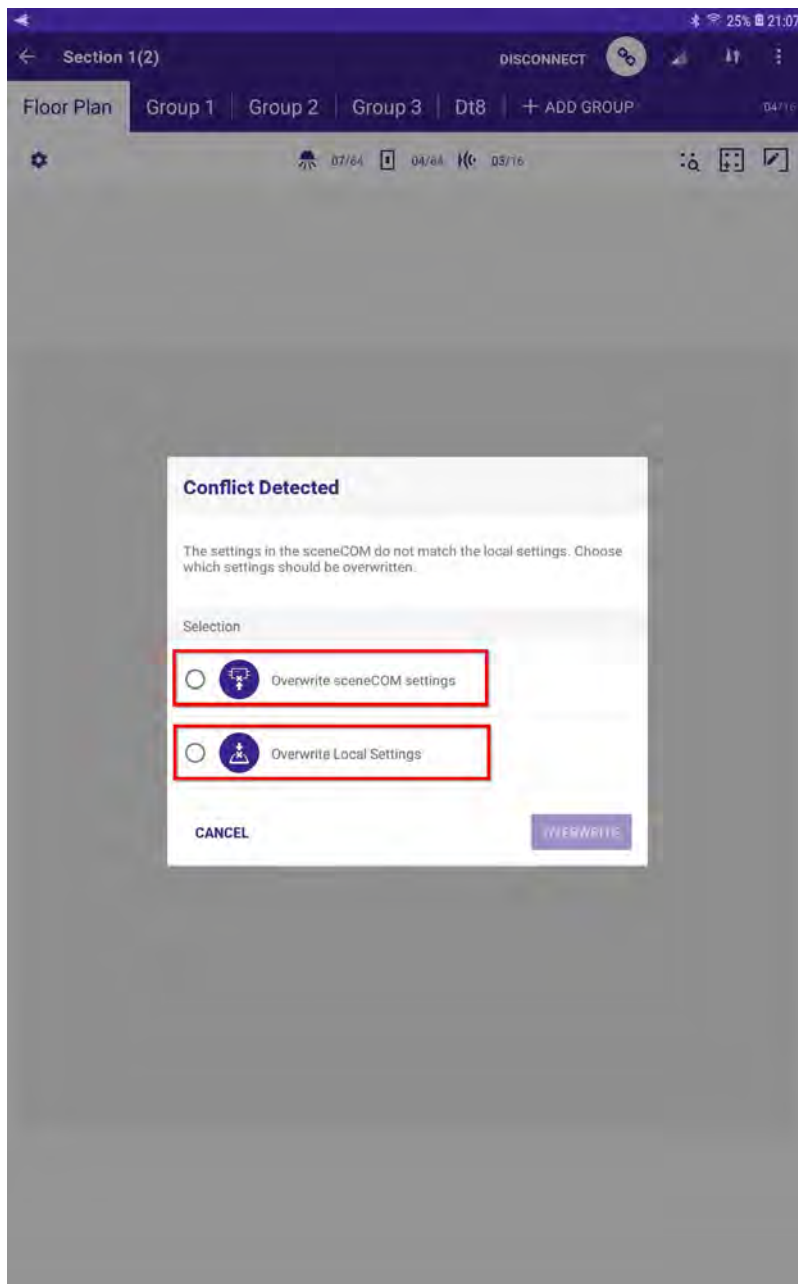 25% 21:07
Section 1(2) DISCONNECT
Floor Plan Group 1 Group 2 Group 3 Dt8 + ADD GROUP 04/16
07/64 04/64 03/16
Conflict Detected
The settings in the sceneCOM do not match the local settings. Choose
which settings should be overwritten.
Selection
Overwrite sceneCOM settings
Overwrite Local Settings
CANCEL OVERWRITE